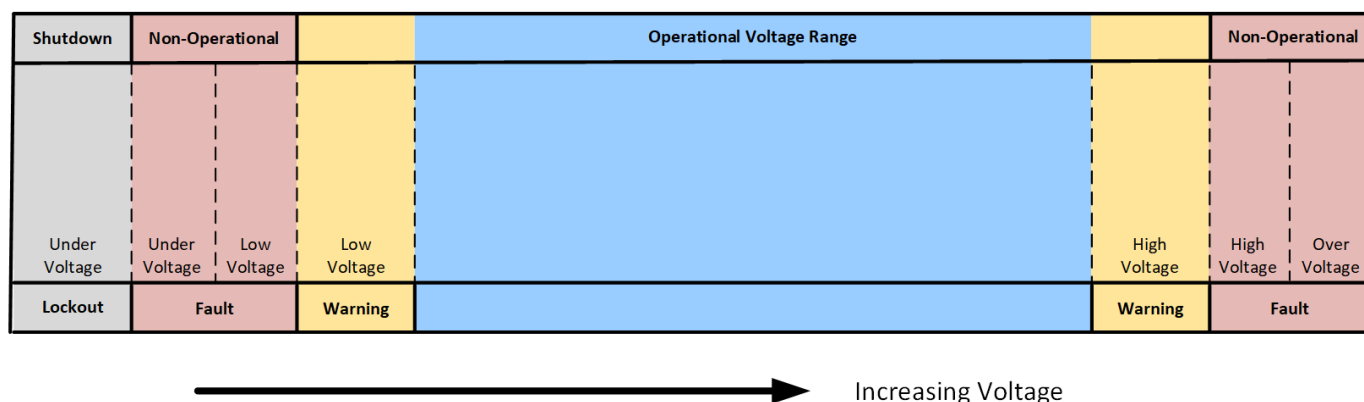 Shutdown
Non-Operational
Operational Voltage Range
Non-Operational
Under
Voltage
Under
Voltage
Low
Voltage
Low
Voltage
High
Voltage
High
Voltage
Over
Voltage
Lockout
Fault
Warning
Warning
Fault
Increasing Voltage